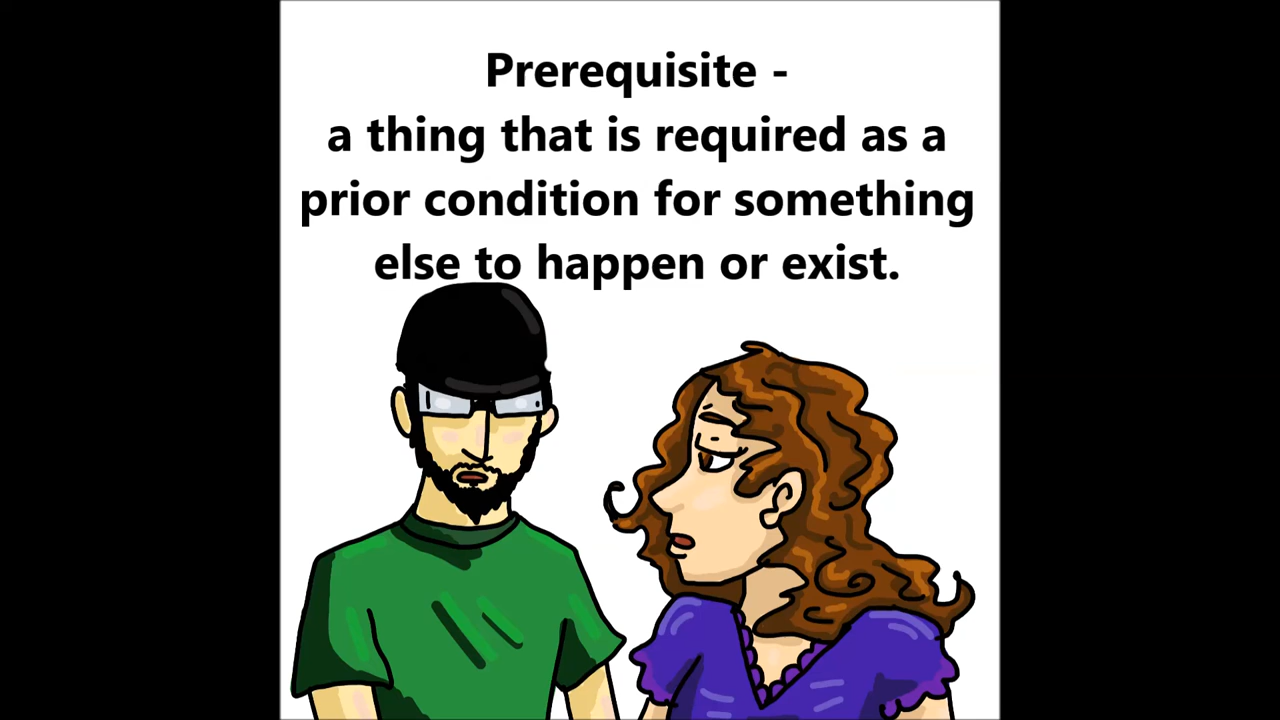 Prerequisite -
a thing that is required as a
prior condition for something
else to happen or exist.